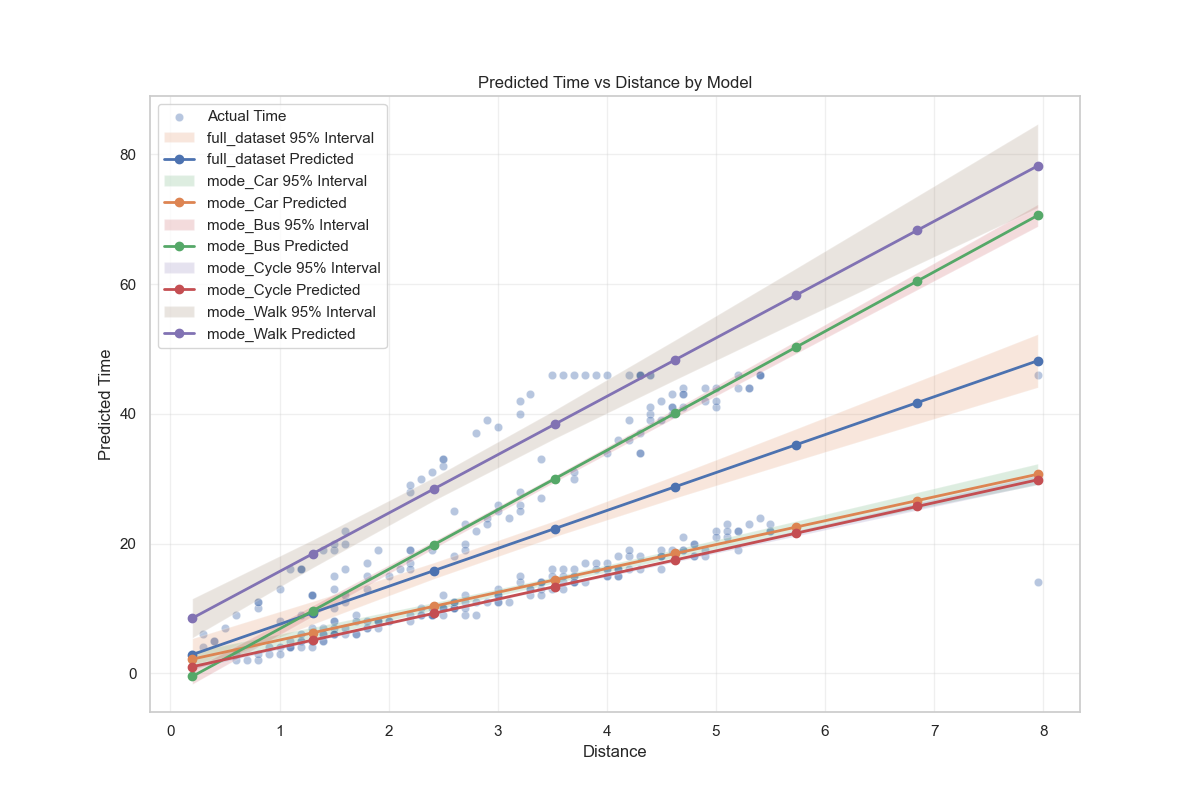 Predicted Time vs Distance by Model
Actual Time
full_dataset 95% Interval
full_dataset Predicted
mode_Car 95% Interval
mode_Car Predicted
mode_Bus 95% Interval
mode_Bus Predicted
mode_Cycle 95% Interval
mode_Cycle Predicted
mode_Walk 95% Interval
mode_Walk Predicted
Predicted Time
80
60
40
20
0
0 1 2 3 4 5 6 7 8
Distance